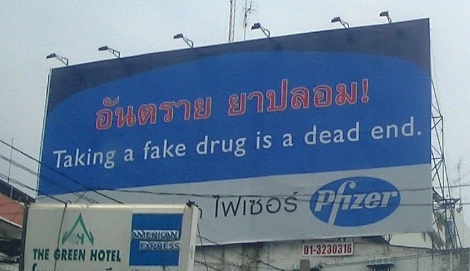 อันตราย ยาปลอม!
Taking a fake drug is a dead end.
ไฟเซอร์ Pfizer
THE GREEN HOTEL
AMERICAN EXPRESS
01-3230316